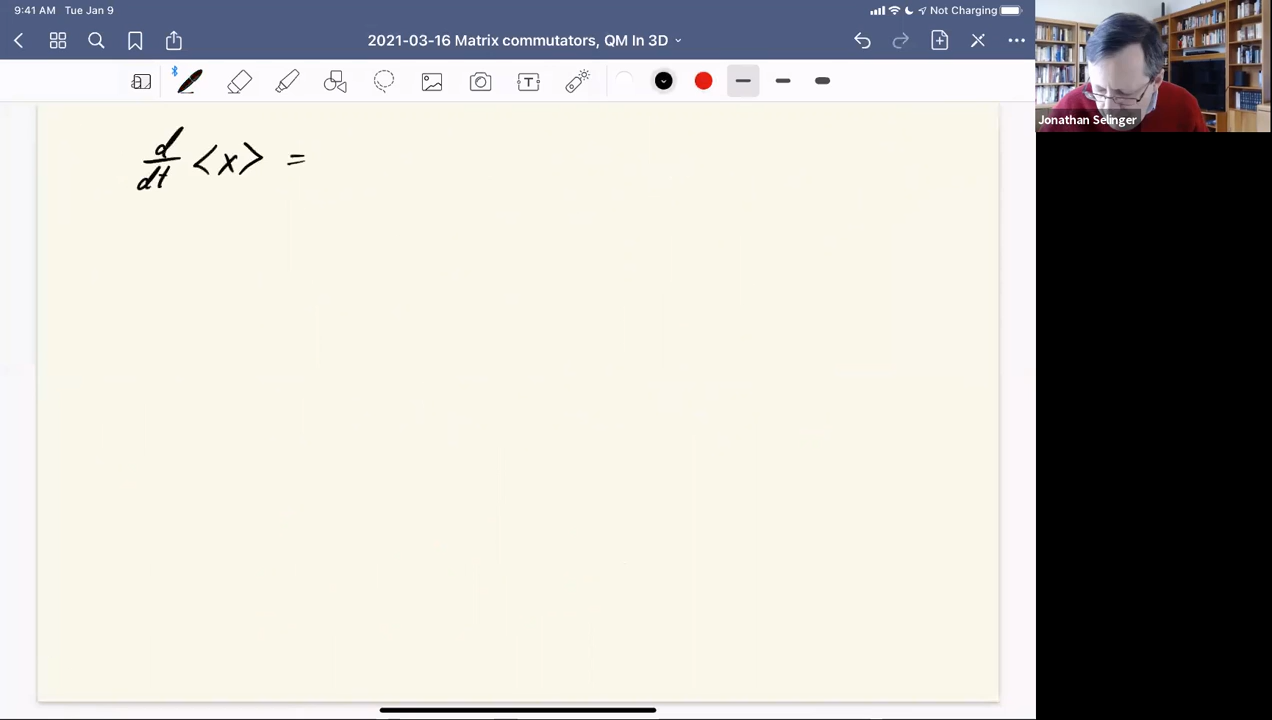 9:41 AM Tue Jan 9
Not Charging
2021-03-16 Matrix commutators, QM In 3D
T
Jonathan Selinger
d/dt <x> =